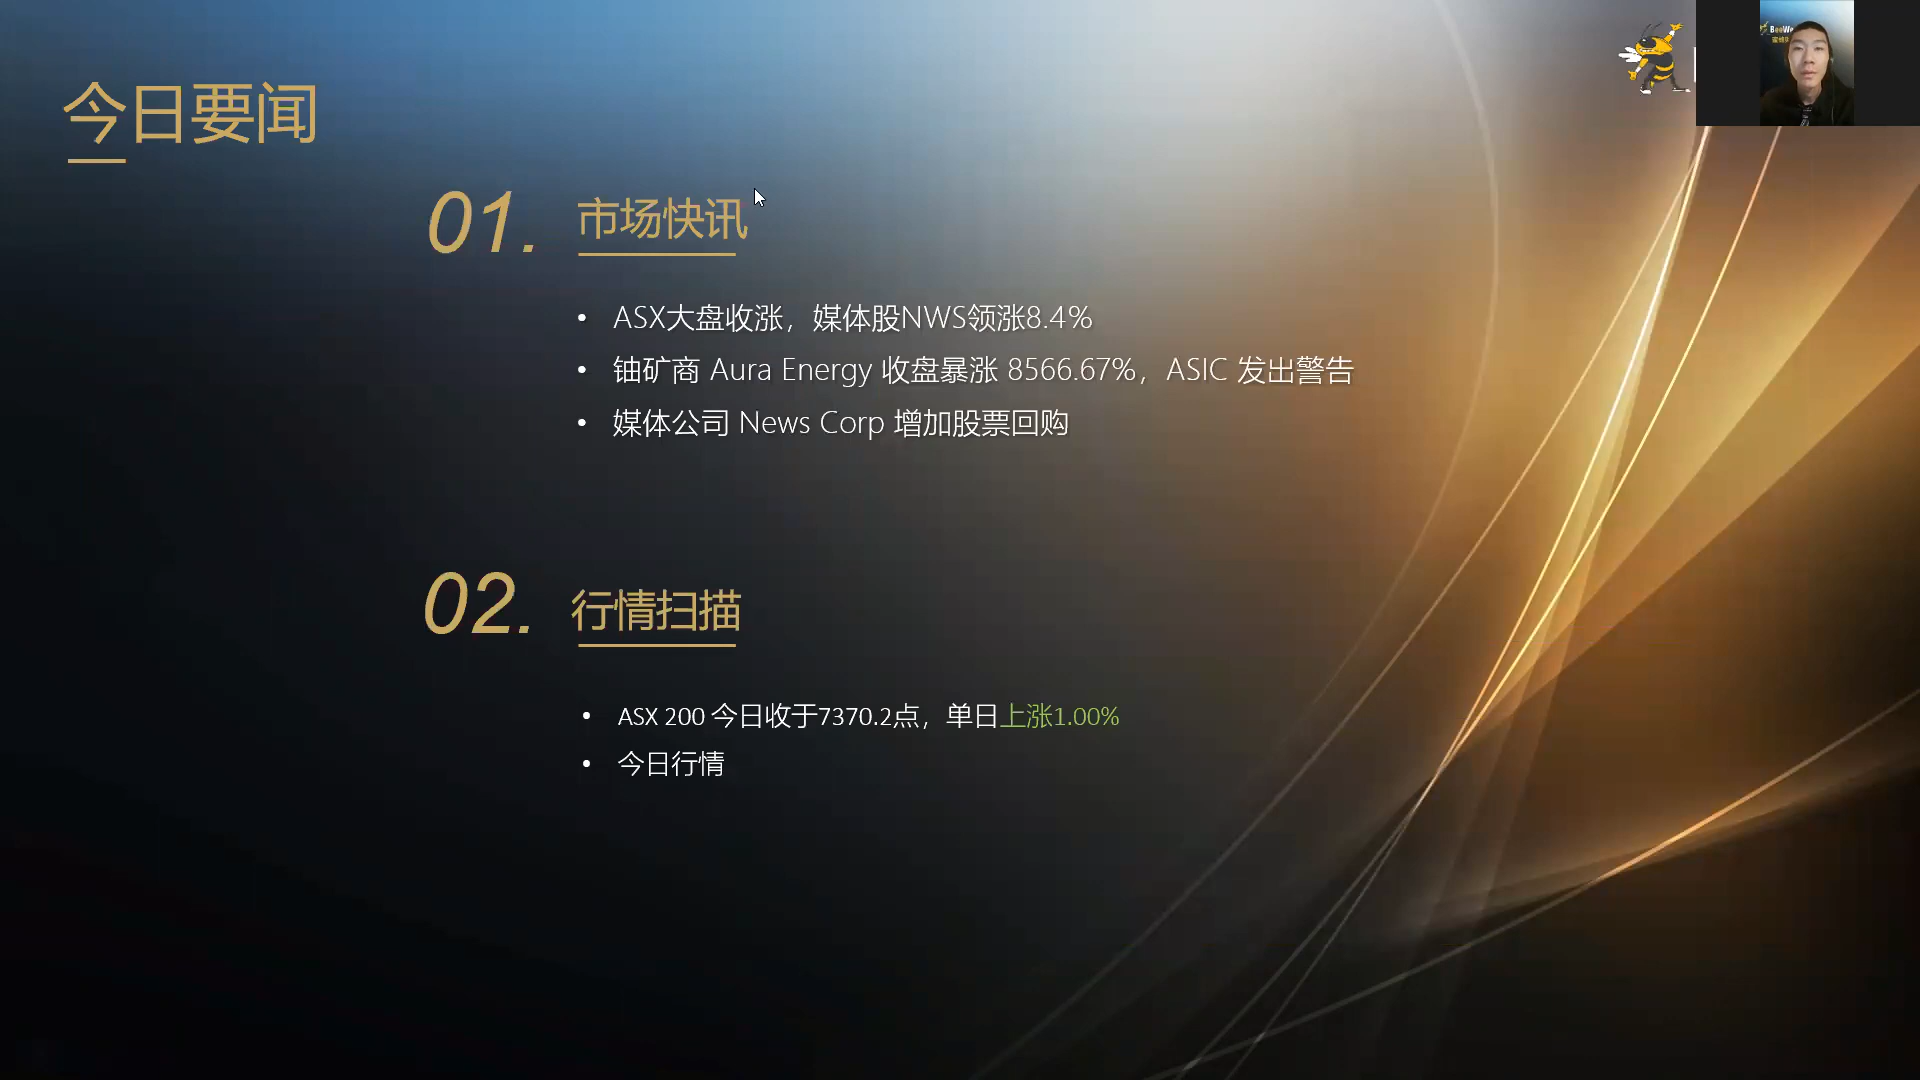 今日要闻
01. 市场快讯
• ASX大盘收涨，媒体股NWS领涨8.4%
• 铀矿商 Aura Energy 收盘暴涨 8566.67%，ASIC 发出警告
• 媒体公司 News Corp 增加股票回购
02. 行情扫描
• ASX 200 今日收于7370.2点，单日上涨1.00%
• 今日行情